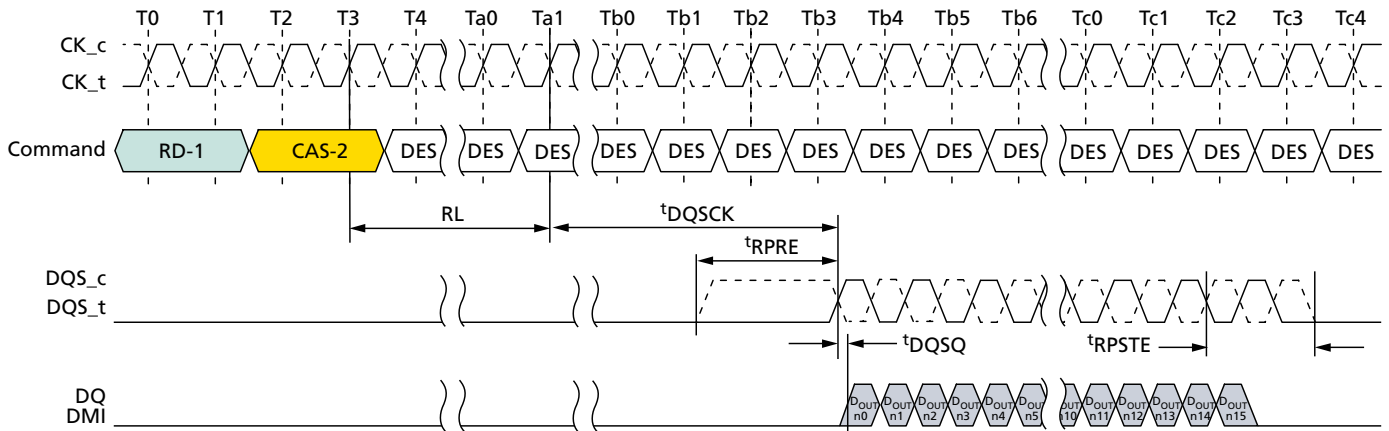 T0 T1 T2 T3 T4 Ta0 Ta1 Tb0 Tb1 Tb2 Tb3 Tb4 Tb5 Tb6 Tc0 Tc1 Tc2 Tc3 Tc4
CK_c
CK_t
Command RD-1 CAS-2 DES DES DES DES DES DES DES DES DES DES DES DES DES DES DES
RL tDQSCK
tRPRE
DQS_c
DQS_t
tDQSQ tRPSTE
DQ
DMI
DOUT n0 DOUT n1 DOUT n2 DOUT n3 DOUT n4 DOUT n5 DOUT n10 DOUT n11 DOUT n12 DOUT n13 DOUT n14 DOUT n15